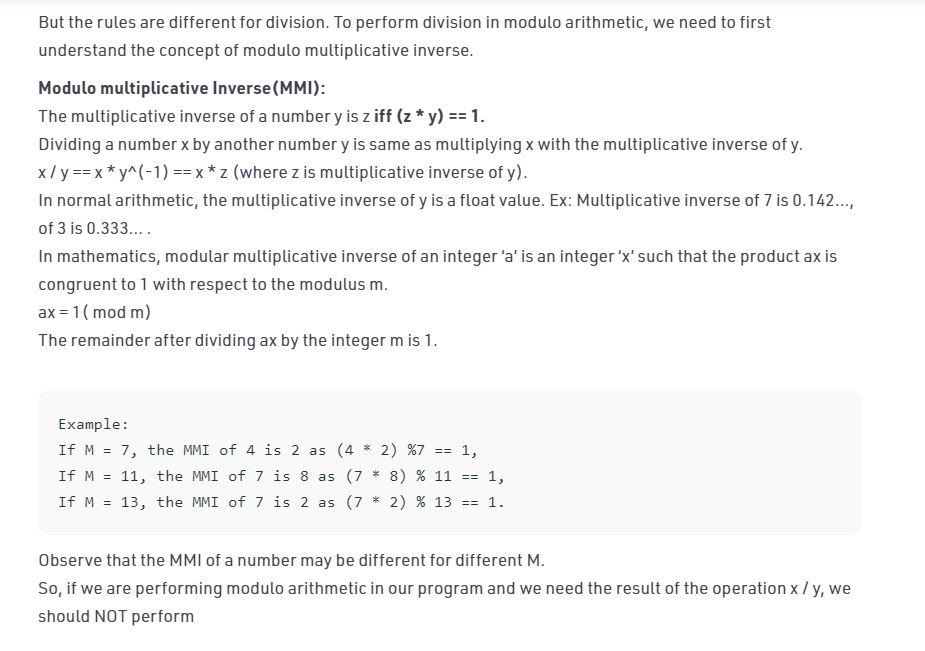 But the rules are different for division. To perform division in modulo arithmetic, we need to first
understand the concept of modulo multiplicative inverse.
Modulo multiplicative Inverse(MMI):
The multiplicative inverse of a number y is z iff (z * y) == 1.
Dividing a number x by another number y is same as multiplying x with the multiplicative inverse of y.
x / y == x * y^(-1) == x * z (where z is multiplicative inverse of y).
In normal arithmetic, the multiplicative inverse of y is a float value. Ex: Multiplicative inverse of 7 is 0.142...,
of 3 is 0.333... .
In mathematics, modular multiplicative inverse of an integer ‘a’ is an integer ‘x’ such that the product ax is
congruent to 1 with respect to the modulus m.
ax = 1( mod m)
The remainder after dividing ax by the integer m is 1.
Example:
If M = 7, the MMI of 4 is 2 as (4 * 2) %7 == 1,
If M = 11, the MMI of 7 is 8 as (7 * 8) % 11 == 1,
If M = 13, the MMI of 7 is 2 as (7 * 2) % 13 == 1.
Observe that the MMI of a number may be different for different M.
So, if we are performing modulo arithmetic in our program and we need the result of the operation x / y, we
should NOT perform